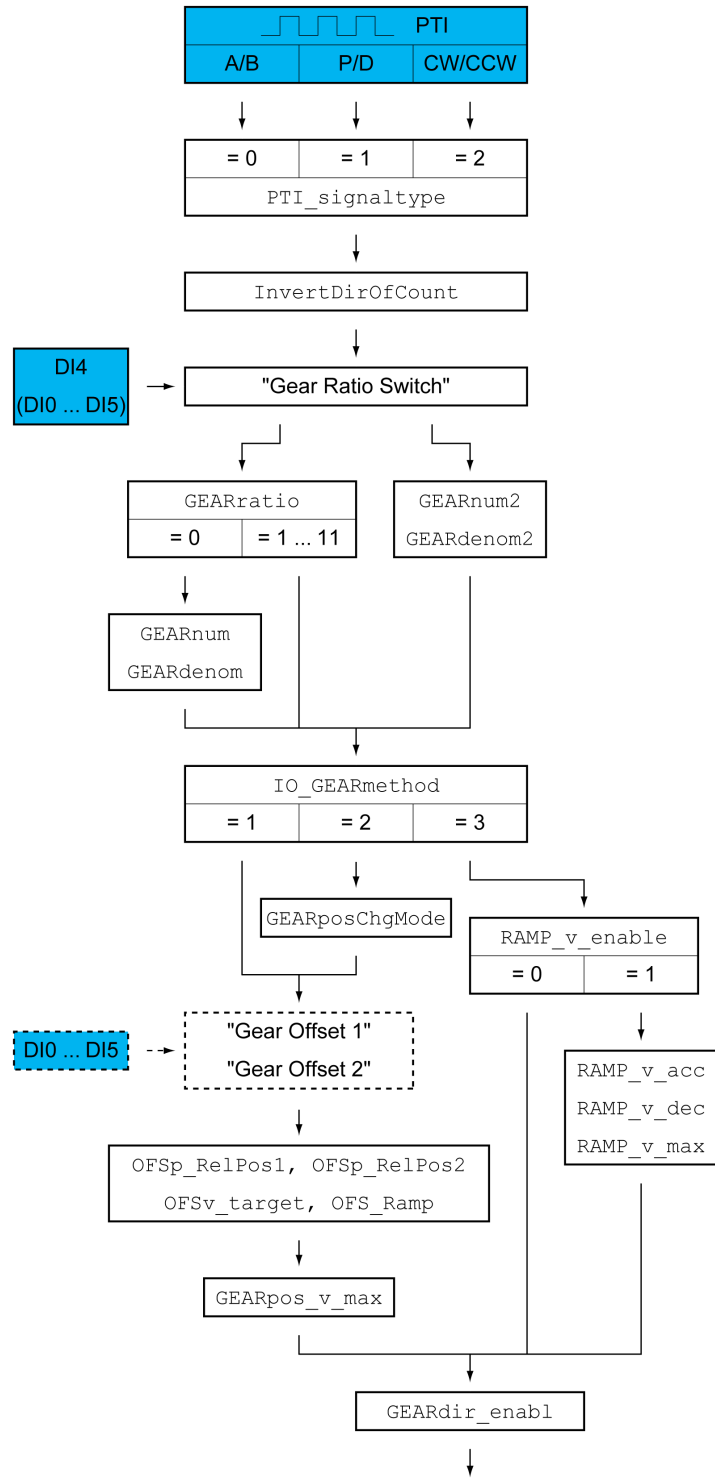 PTI
A/B P/D CW/CCW
= 0 = 1 = 2
PTI_signaltype
InvertDirOfCount
DI4
(DI0 ... DI5)
"Gear Ratio Switch"
GEARratio
= 0 = 1 ... 11
GEARnum2
GEARdenom2
GEARnum
GEARdenom
IO_GEARmethod
= 1 = 2 = 3
GEARposChgMode
RAMP_v_enable
= 0 = 1
DI0 ... DI5
"Gear Offset 1"
"Gear Offset 2"
RAMP_v_acc
RAMP_v_dec
RAMP_v_max
OFSp_RelPos1, OFSp_RelPos2
OFSv_target, OFS_Ramp
GEARpos_v_max
GEARdir_enabl